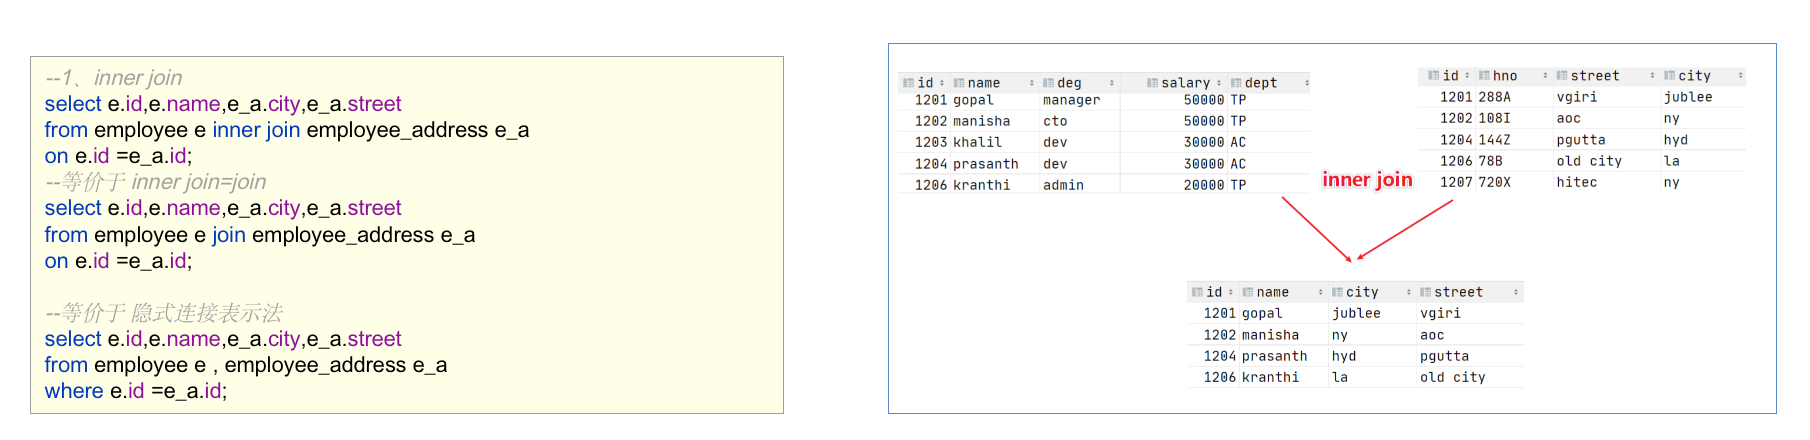 --1、inner join
select e.id,e.name,e_a.city,e_a.street
from employee e inner join employee_address e_a
on e.id =e_a.id;
--等价于 inner join=join
select e.id,e.name,e_a.city,e_a.street
from employee e join employee_address e_a
on e.id =e_a.id;
--等价于 隐式连接表示法
select e.id,e.name,e_a.city,e_a.street
from employee e , employee_address e_a
where e.id =e_a.id;
id name deg salary dept
1201 gopal manager 50000 TP
1202 manisha cto 50000 TP
1203 khalil dev 30000 AC
1204 prasanth dev 30000 AC
1206 kranthi admin 20000 TP
id hno street city
1201 288A vgiri jublee
1202 108I aoc ny
1204 144Z pgutta hyd
1206 78B old city la
1207 720X hitec ny
inner join
id name city street
1201 gopal jublee vgiri
1202 manisha ny aoc
1204 prasanth hyd pgutta
1206 kranthi la old city